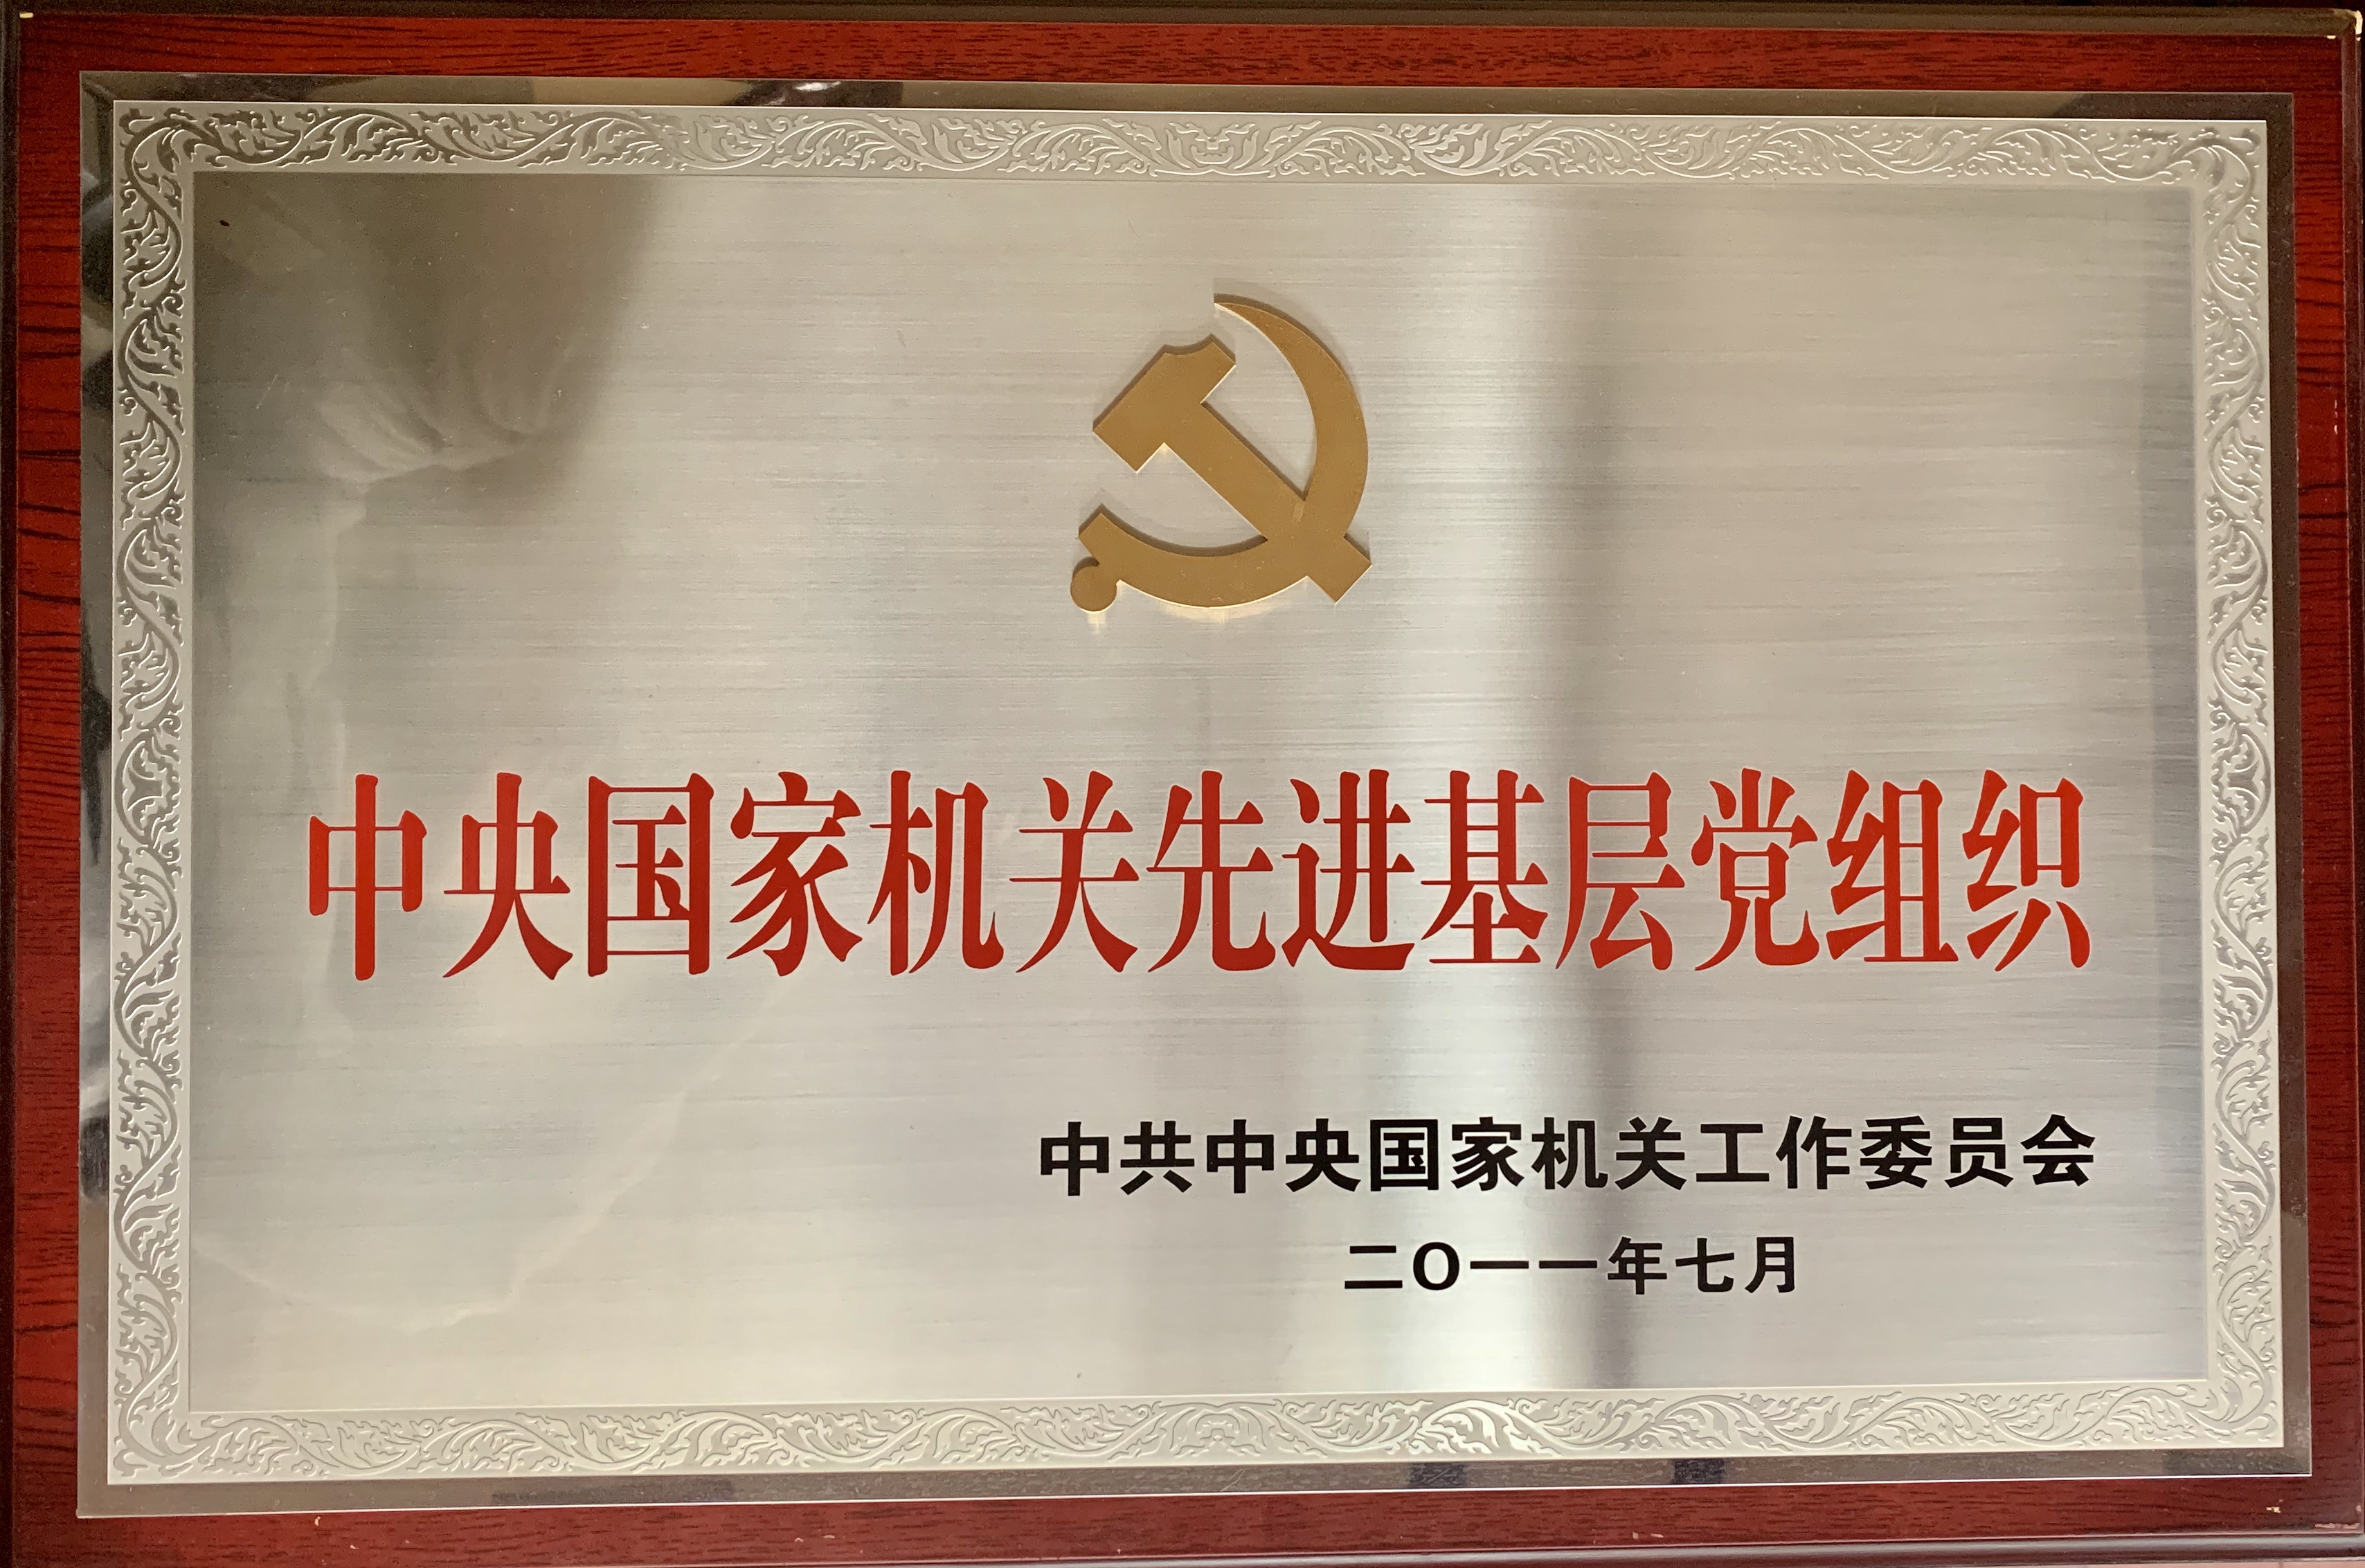 中央国家机关先进基层党组织
中共中央国家机关工作委员会
二〇一一年七月